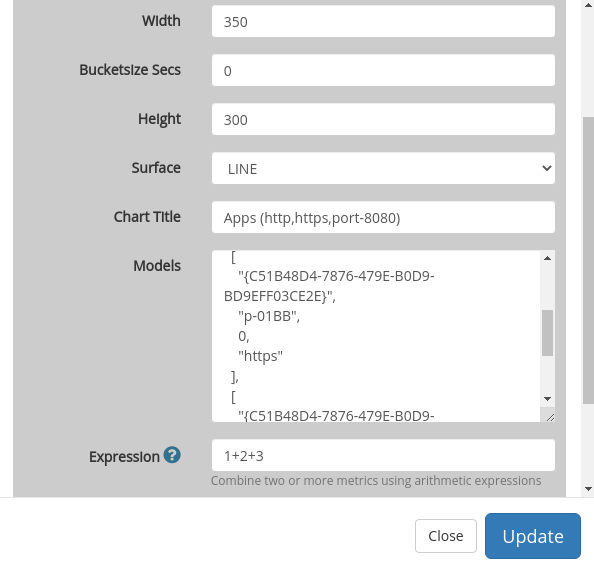 Width
350
Bucketsize Secs
0
Height
300
Surface
LINE
Chart Title
Apps (http,https,port-8080)
Models
[
"{C51B48D4-7876-479E-B0D9-
BD9EFF03CE2E}",
"p-01BB",
0,
"https"
],
[
"{C51B48D4-7876-479E-B0D9-
Expression ?
1+2+3
Combine two or more metrics using arithmetic expressions
Close
Update